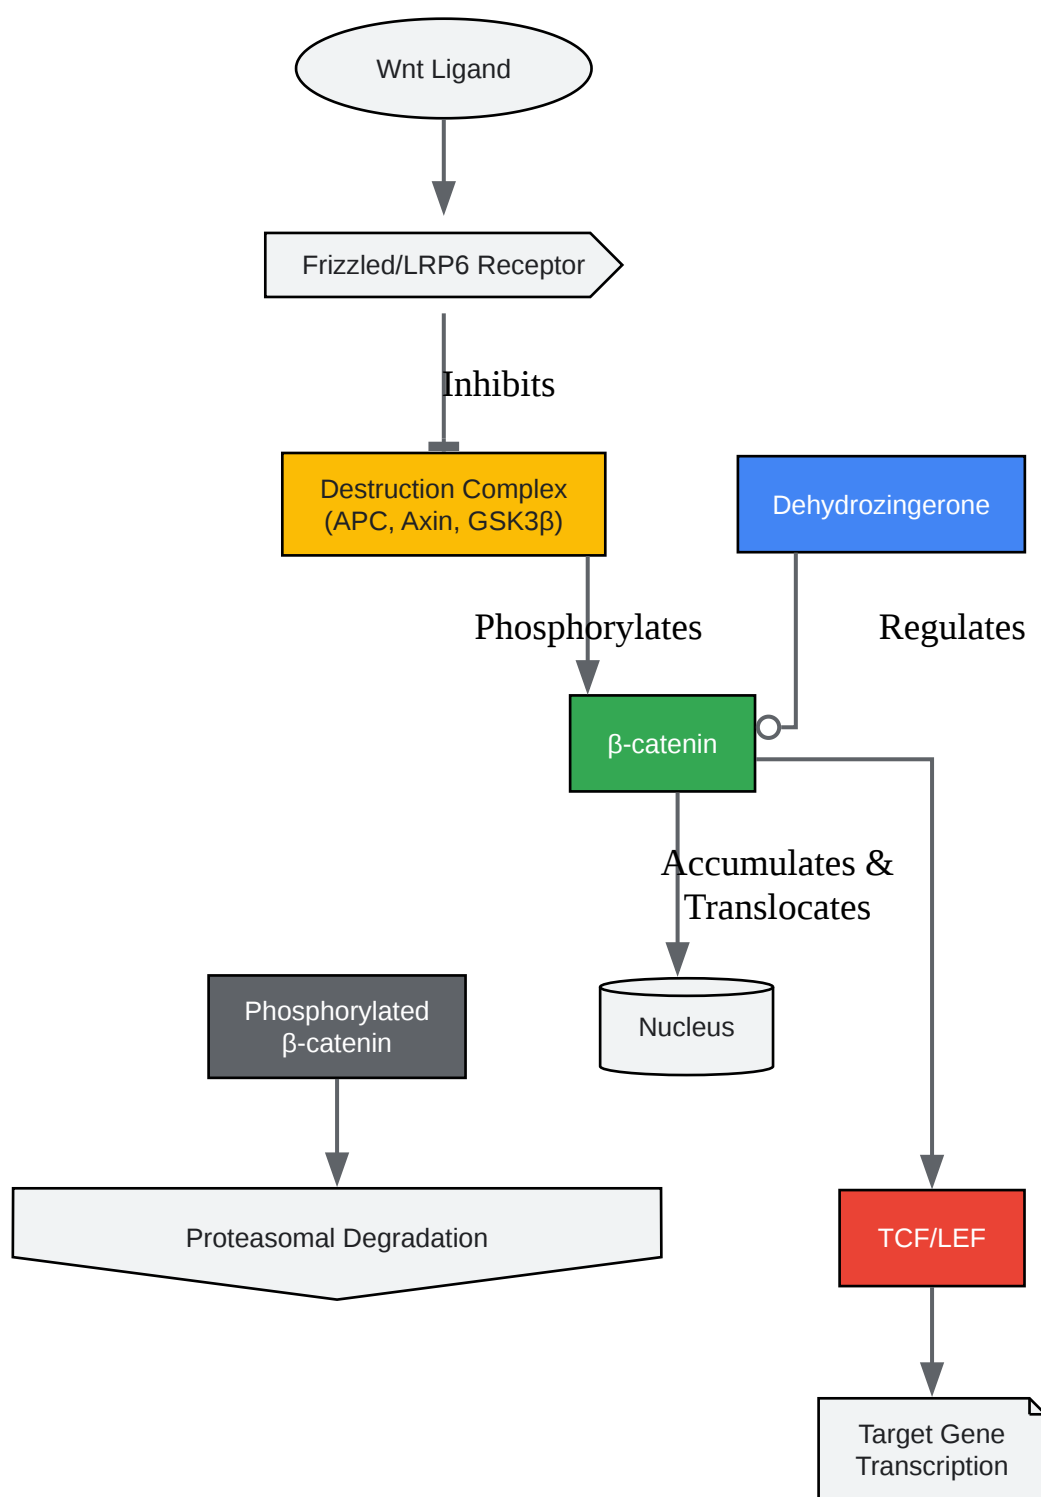 Wnt Ligand
Frizzled/LRP6 Receptor
Inhibits
Destruction Complex
(APC, Axin, GSK3β)
Dehydrozingerone
Phosphorylates
Regulates
β-catenin
Accumulates &
Translocates
Phosphorylated
β-catenin
Nucleus
Proteasomal Degradation
TCF/LEF
Target Gene
Transcription